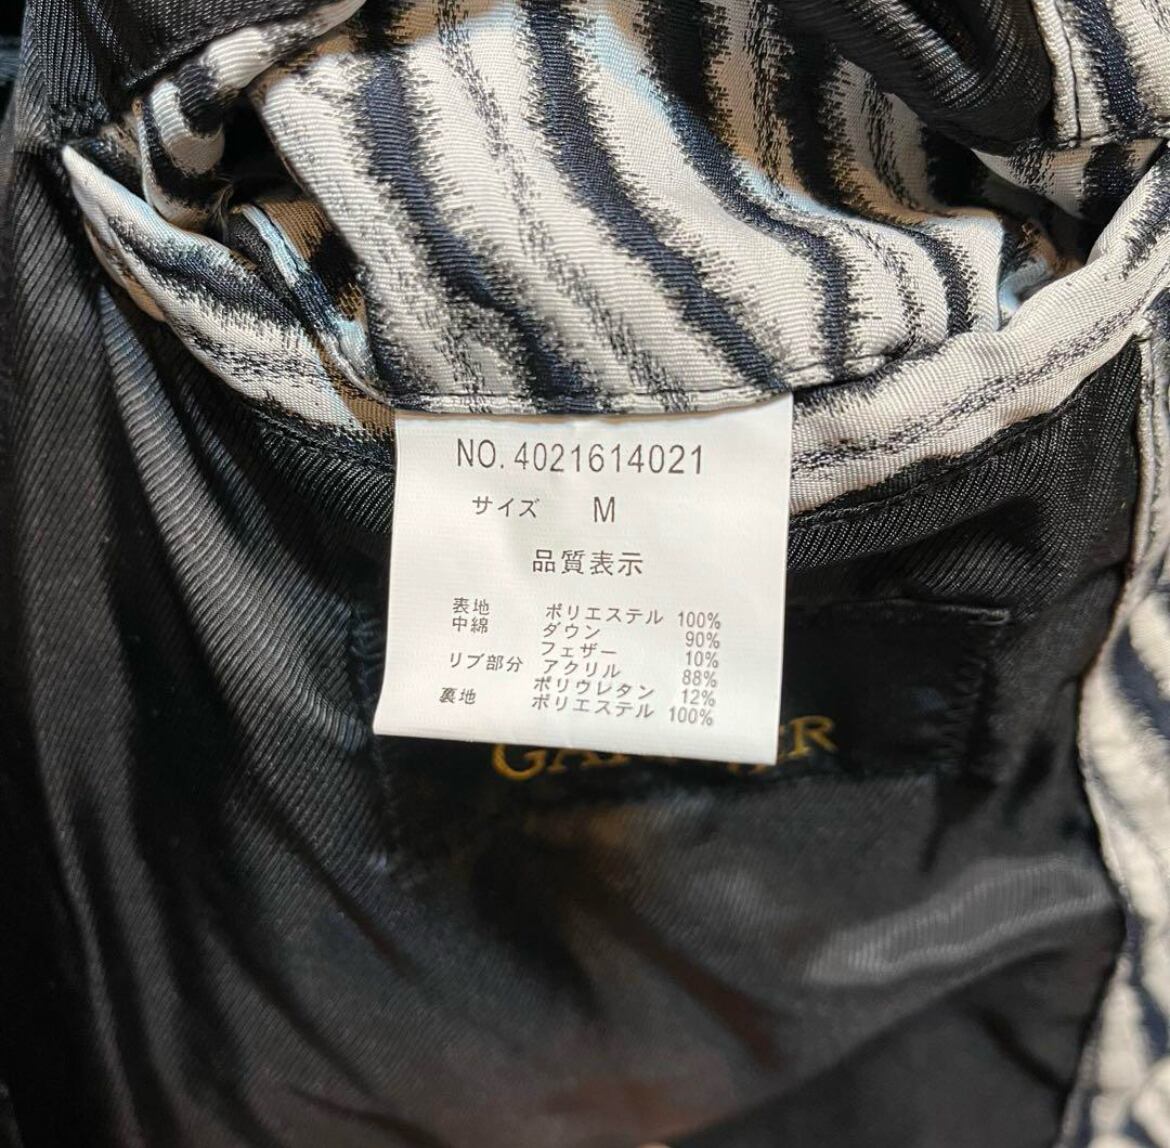 NO. 4021614021
サイズ M
品質表示
表地 ポリエステル 100%
中綿 ダウン 90%
フェザー 10%
リブ部分 アクリル 88%
ポリウレタン 12%
裏地 ポリエステル 100%